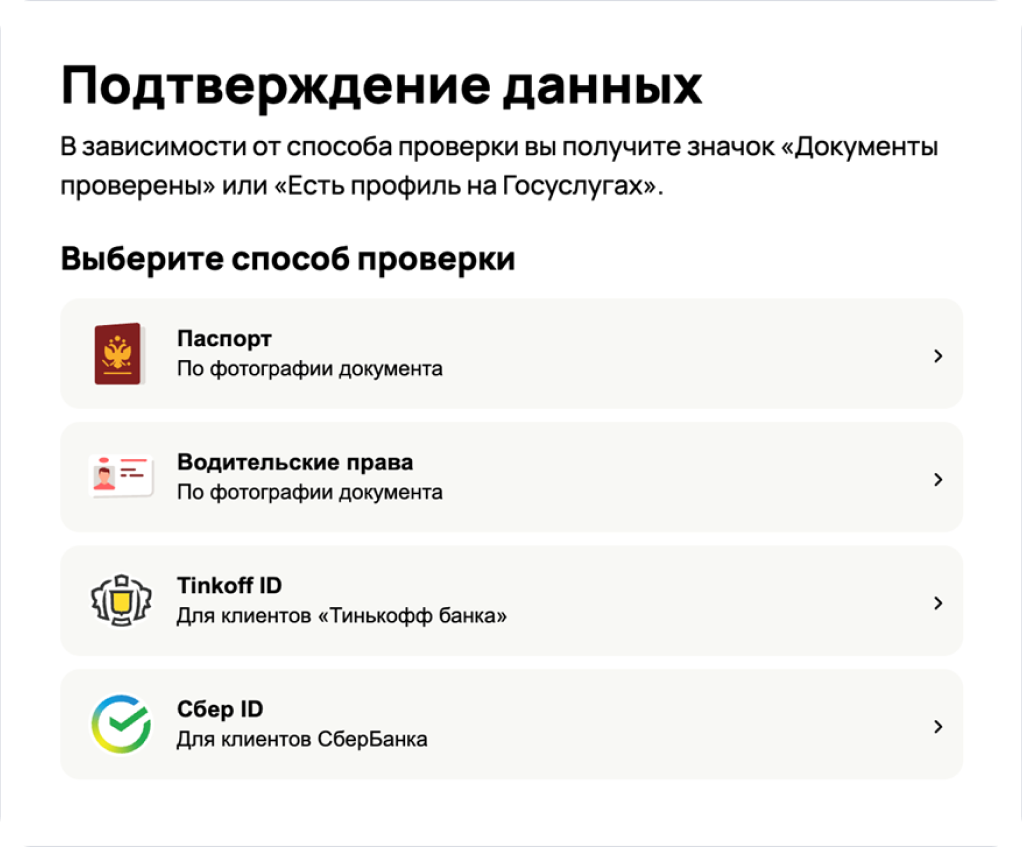 Подтверждение данных
В зависимости от способа проверки вы получите значок «Документы
проверены» или «Есть профиль на Госуслугах».
Выберите способ проверки
Паспорт
По фотографии документа
Водительские права
По фотографии документа
Tinkoff ID
Для клиентов «Тинькофф банка»
Сбер ID
Для клиентов СберБанка